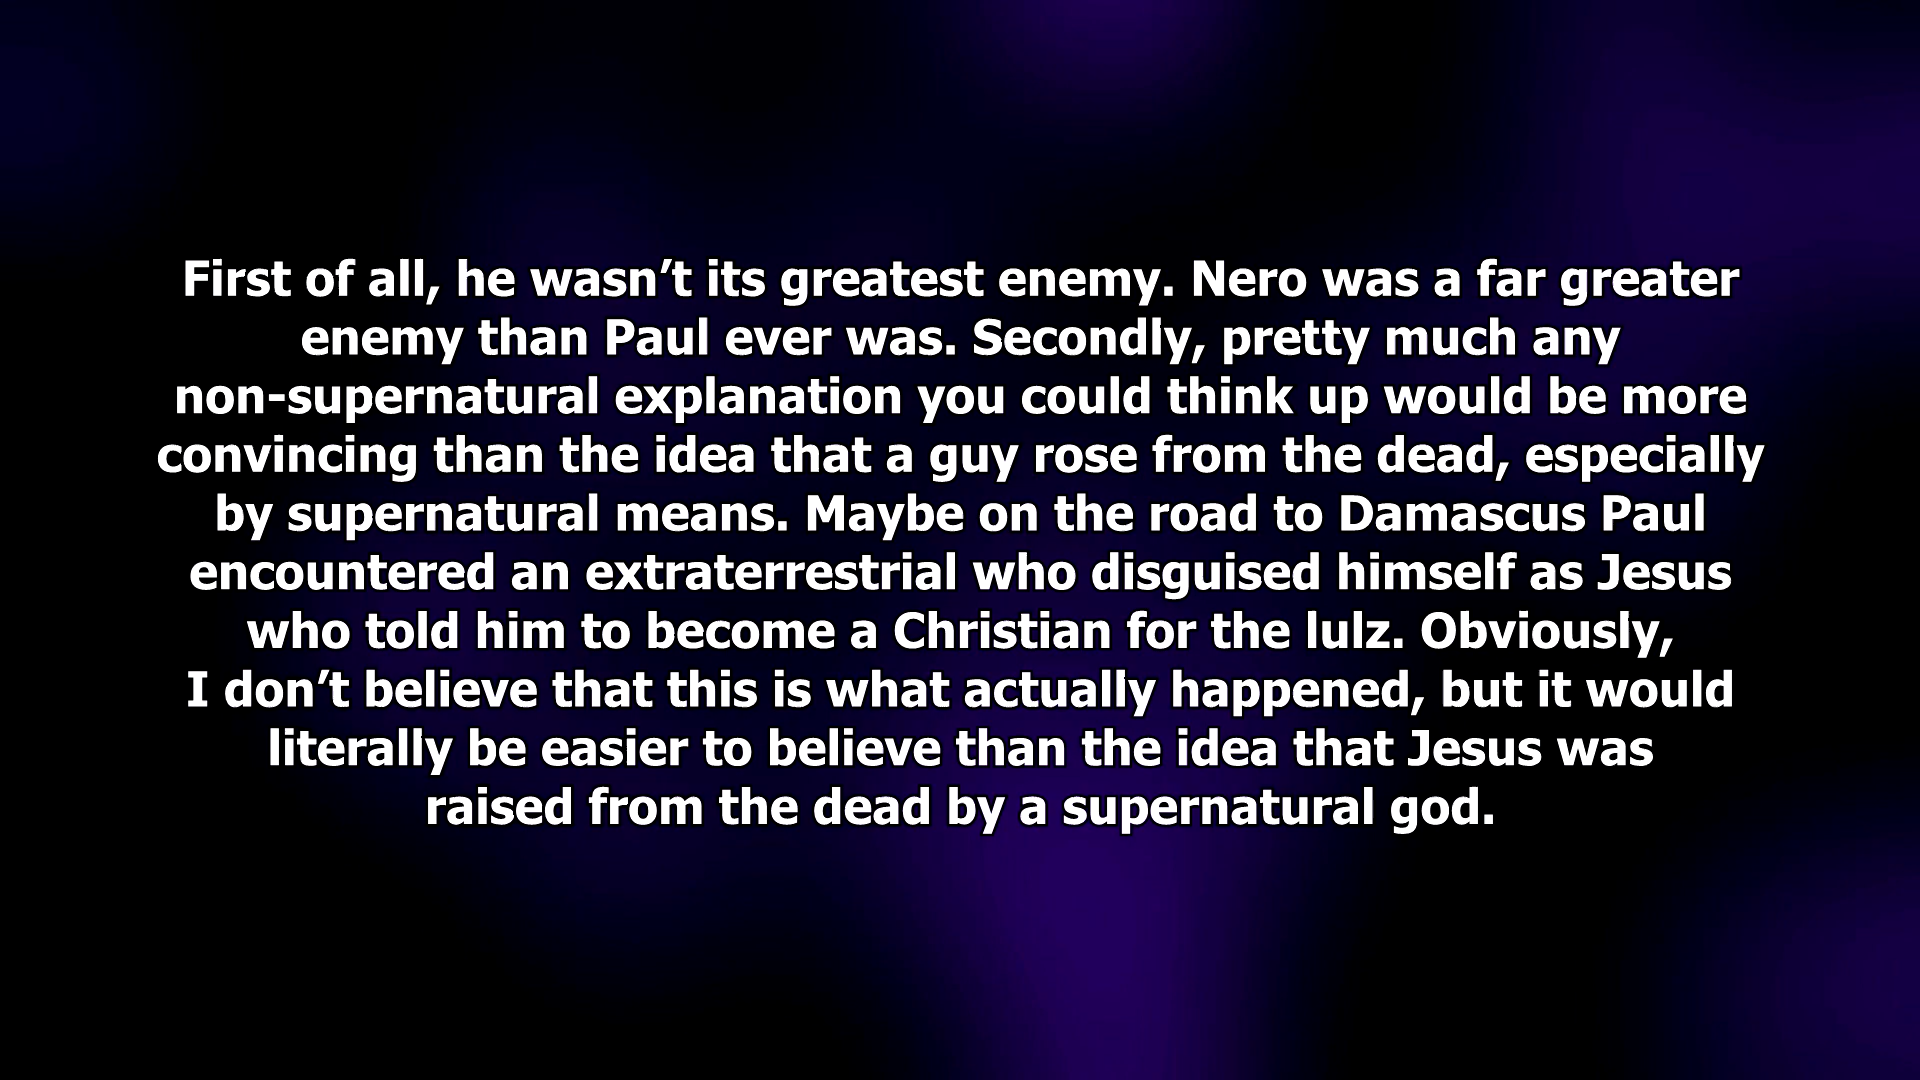 First of all, he wasn’t its greatest enemy. Nero was a far greater
enemy than Paul ever was. Secondly, pretty much any
non-supernatural explanation you could think up would be more
convincing than the idea that a guy rose from the dead, especially
by supernatural means. Maybe on the road to Damascus Paul
encountered an extraterrestrial who disguised himself as Jesus
who told him to become a Christian for the lulz. Obviously,
I don’t believe that this is what actually happened, but it would
literally be easier to believe than the idea that Jesus was
raised from the dead by a supernatural god.